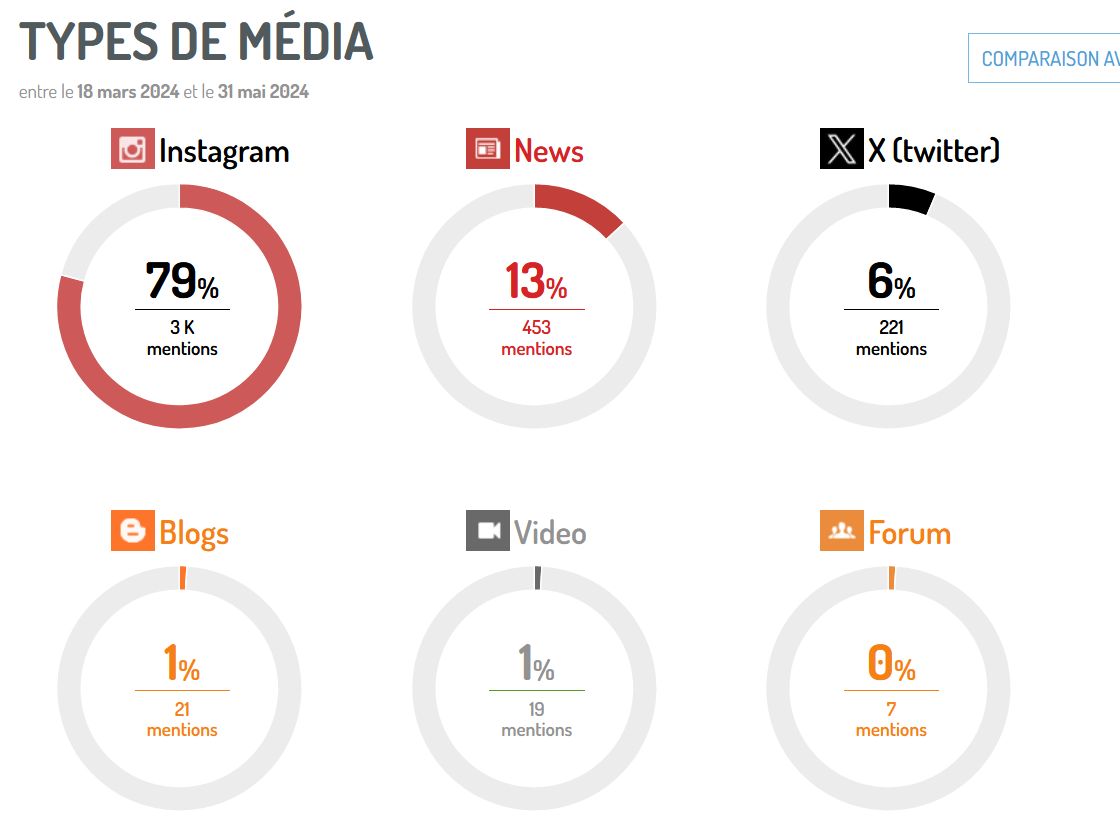 TYPES DE MÉDIA
entre le 18 mars 2024 et le 31 mai 2024
COMPARAISON
Instagram
79%
3 K
mentions
News
13%
453
mentions
X (twitter)
6%
221
mentions
Blogs
1%
21
mentions
Video
1%
19
mentions
Forum
0%
7
mentions